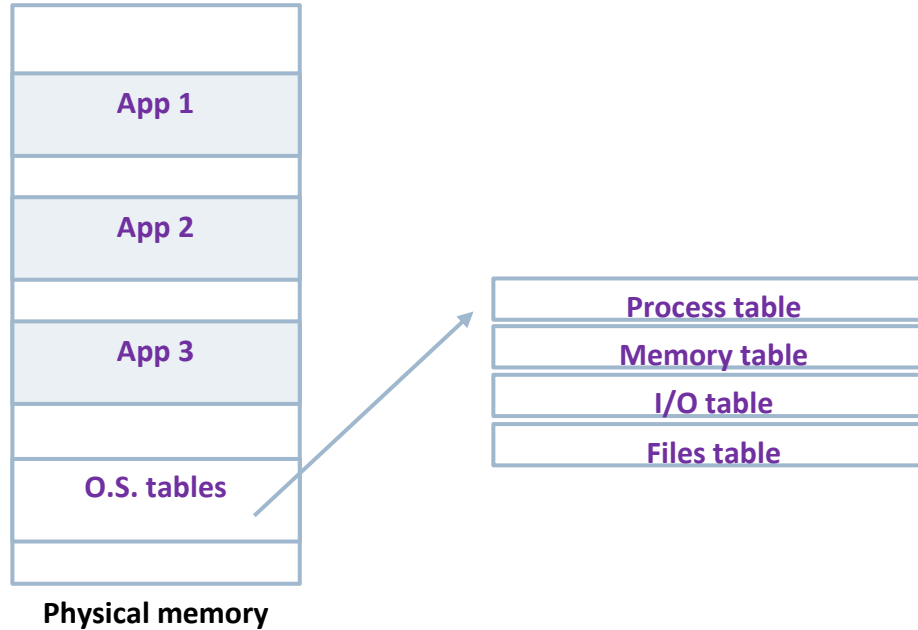 App 1
App 2
App 3
O.S. tables
Physical memory
Process table
Memory table
I/O table
Files table